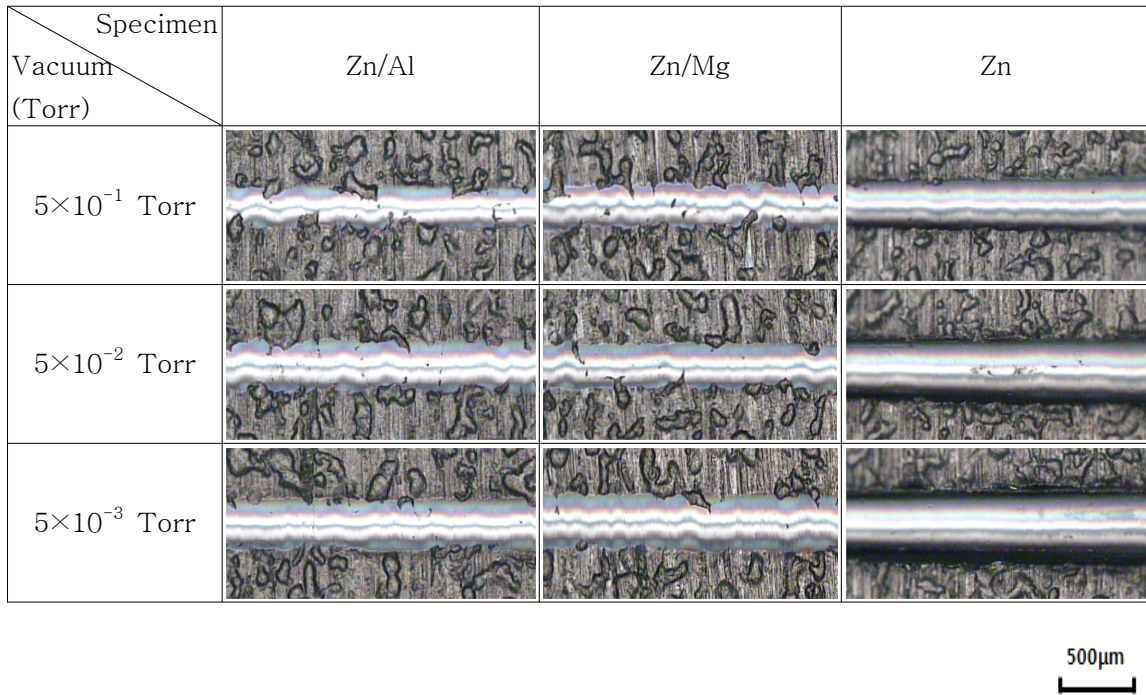 Specimen
Vacuum
(Torr)
Zn/Al
Zn/Mg
Zn
5×10⁻¹ Torr
5×10⁻² Torr
5×10⁻³ Torr
500μm